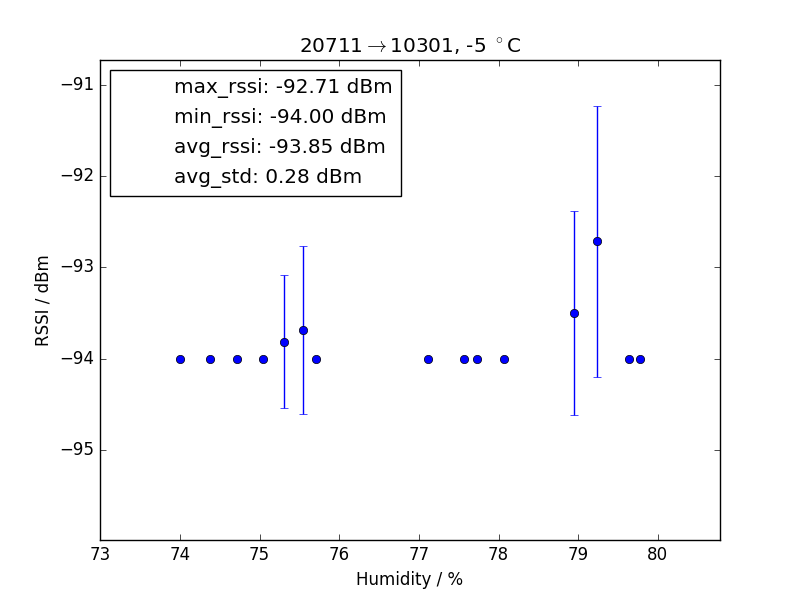 20711→10301, -5 °C
max_rssi: -92.71 dBm
min_rssi: -94.00 dBm
avg_rssi: -93.85 dBm
avg_std: 0.28 dBm
RSSI / dBm
−91
−92
−93
−94
−95
73 74 75 76 77 78 79 80
Humidity / %